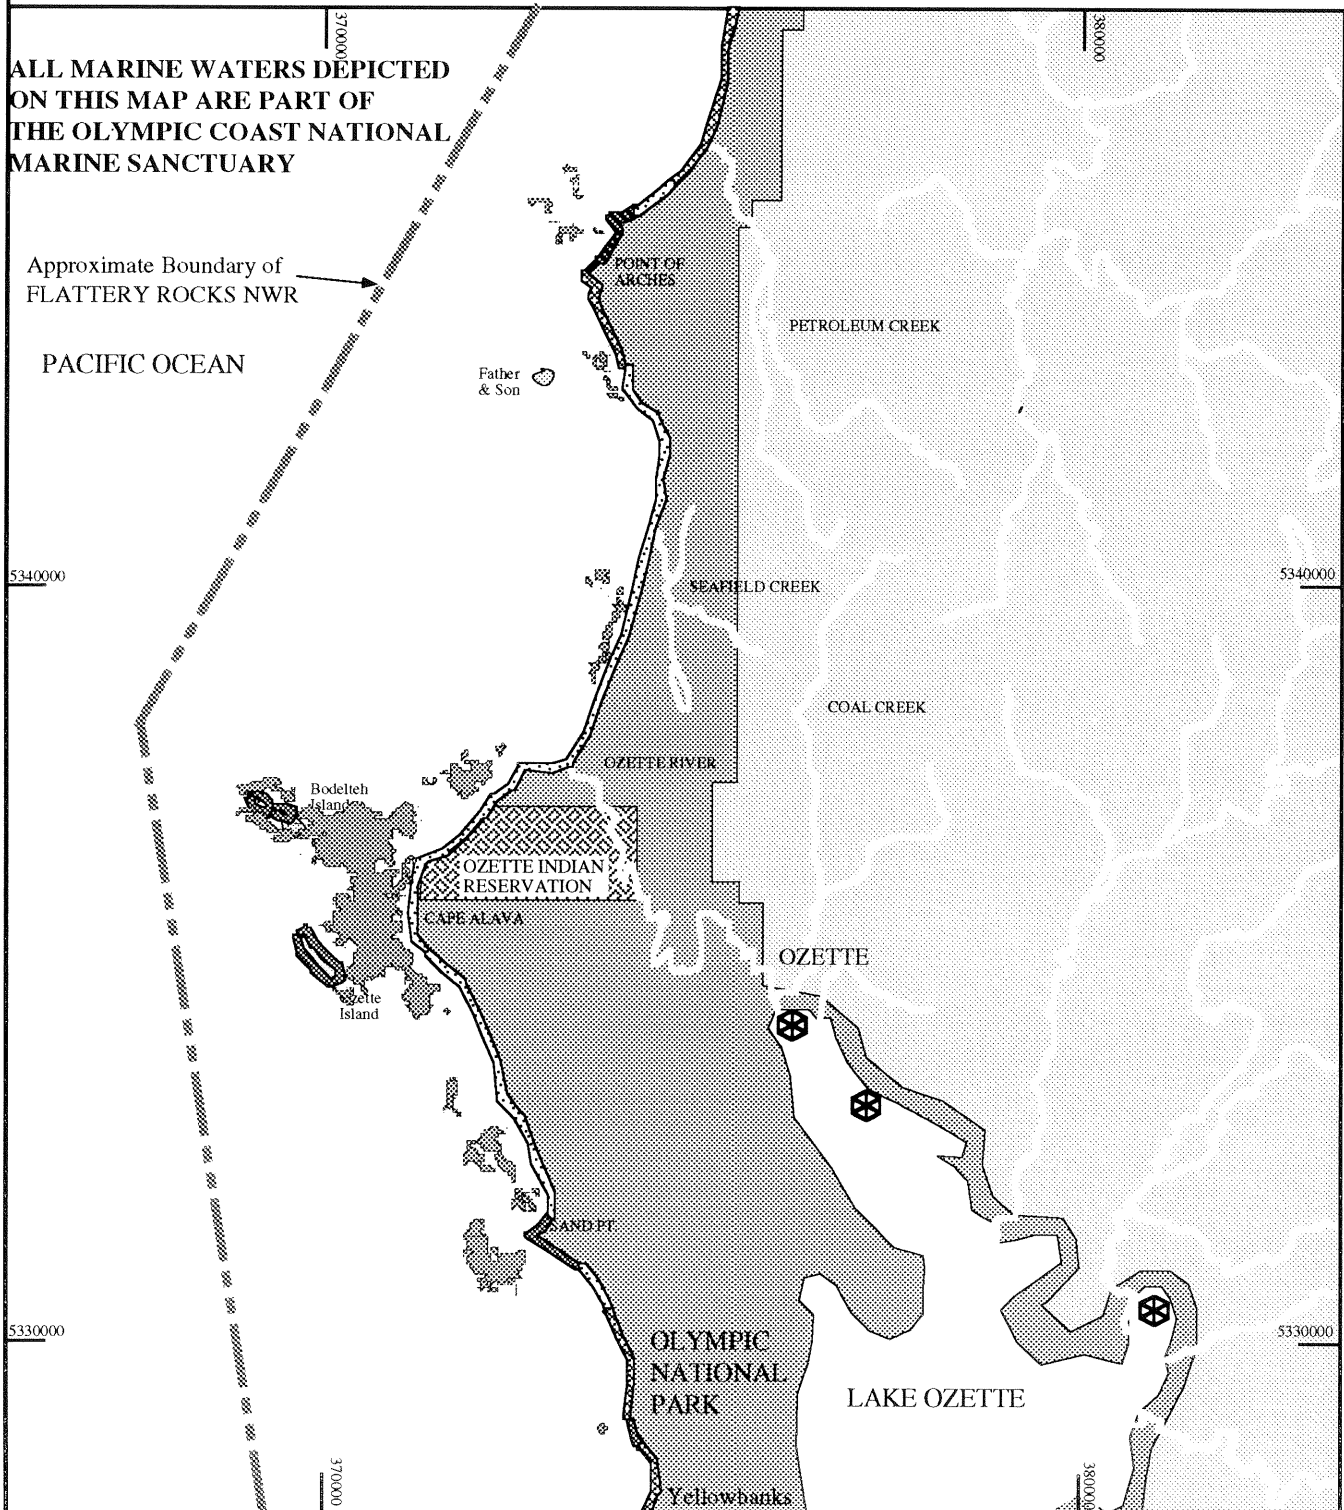 370000
380000
ALL MARINE WATERS DEPICTED
ON THIS MAP ARE PART OF
THE OLYMPIC COAST NATIONAL
MARINE SANCTUARY
Approximate Boundary of
FLATTERY ROCKS NWR
POINT OF
ARCHES
PETROLEUM CREEK
PACIFIC OCEAN
Father
& Son
5340000
5340000
SEAFIELD CREEK
COAL CREEK
OZETTE RIVER
Bodelteh
Island
OZETTE INDIAN
RESERVATION
CAPE ALAVA
OZETTE
Ozette
Island
SAND PT.
5330000
5330000
OLYMPIC
NATIONAL
PARK
LAKE OZETTE
370000
380000
Yellowbanks